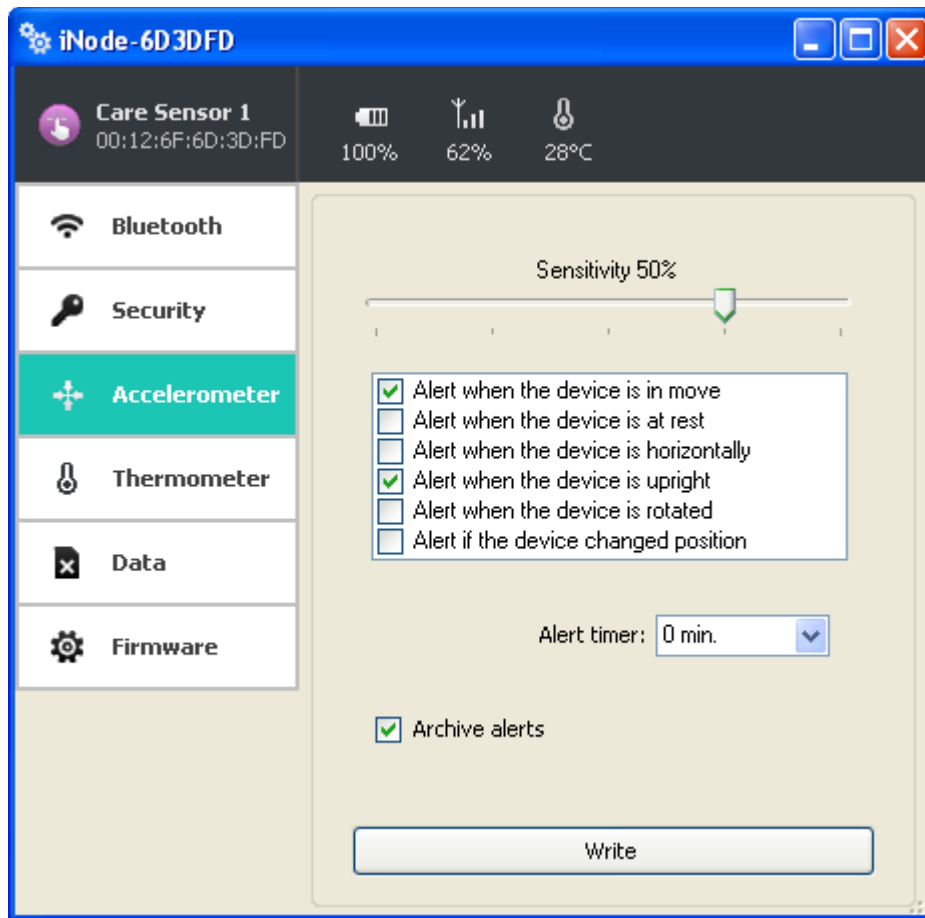 iNode-6D3DFD
Care Sensor 1
00:12:6F:6D:3D:FD
100% 62% 28°C
Bluetooth
Security
Accelerometer
Thermometer
Data
Firmware
Sensitivity 50%
Alert when the device is in move
Alert when the device is at rest
Alert when the device is horizontally
Alert when the device is upright
Alert when the device is rotated
Alert if the device changed position
Alert timer: 0 min.
Archive alerts
Write